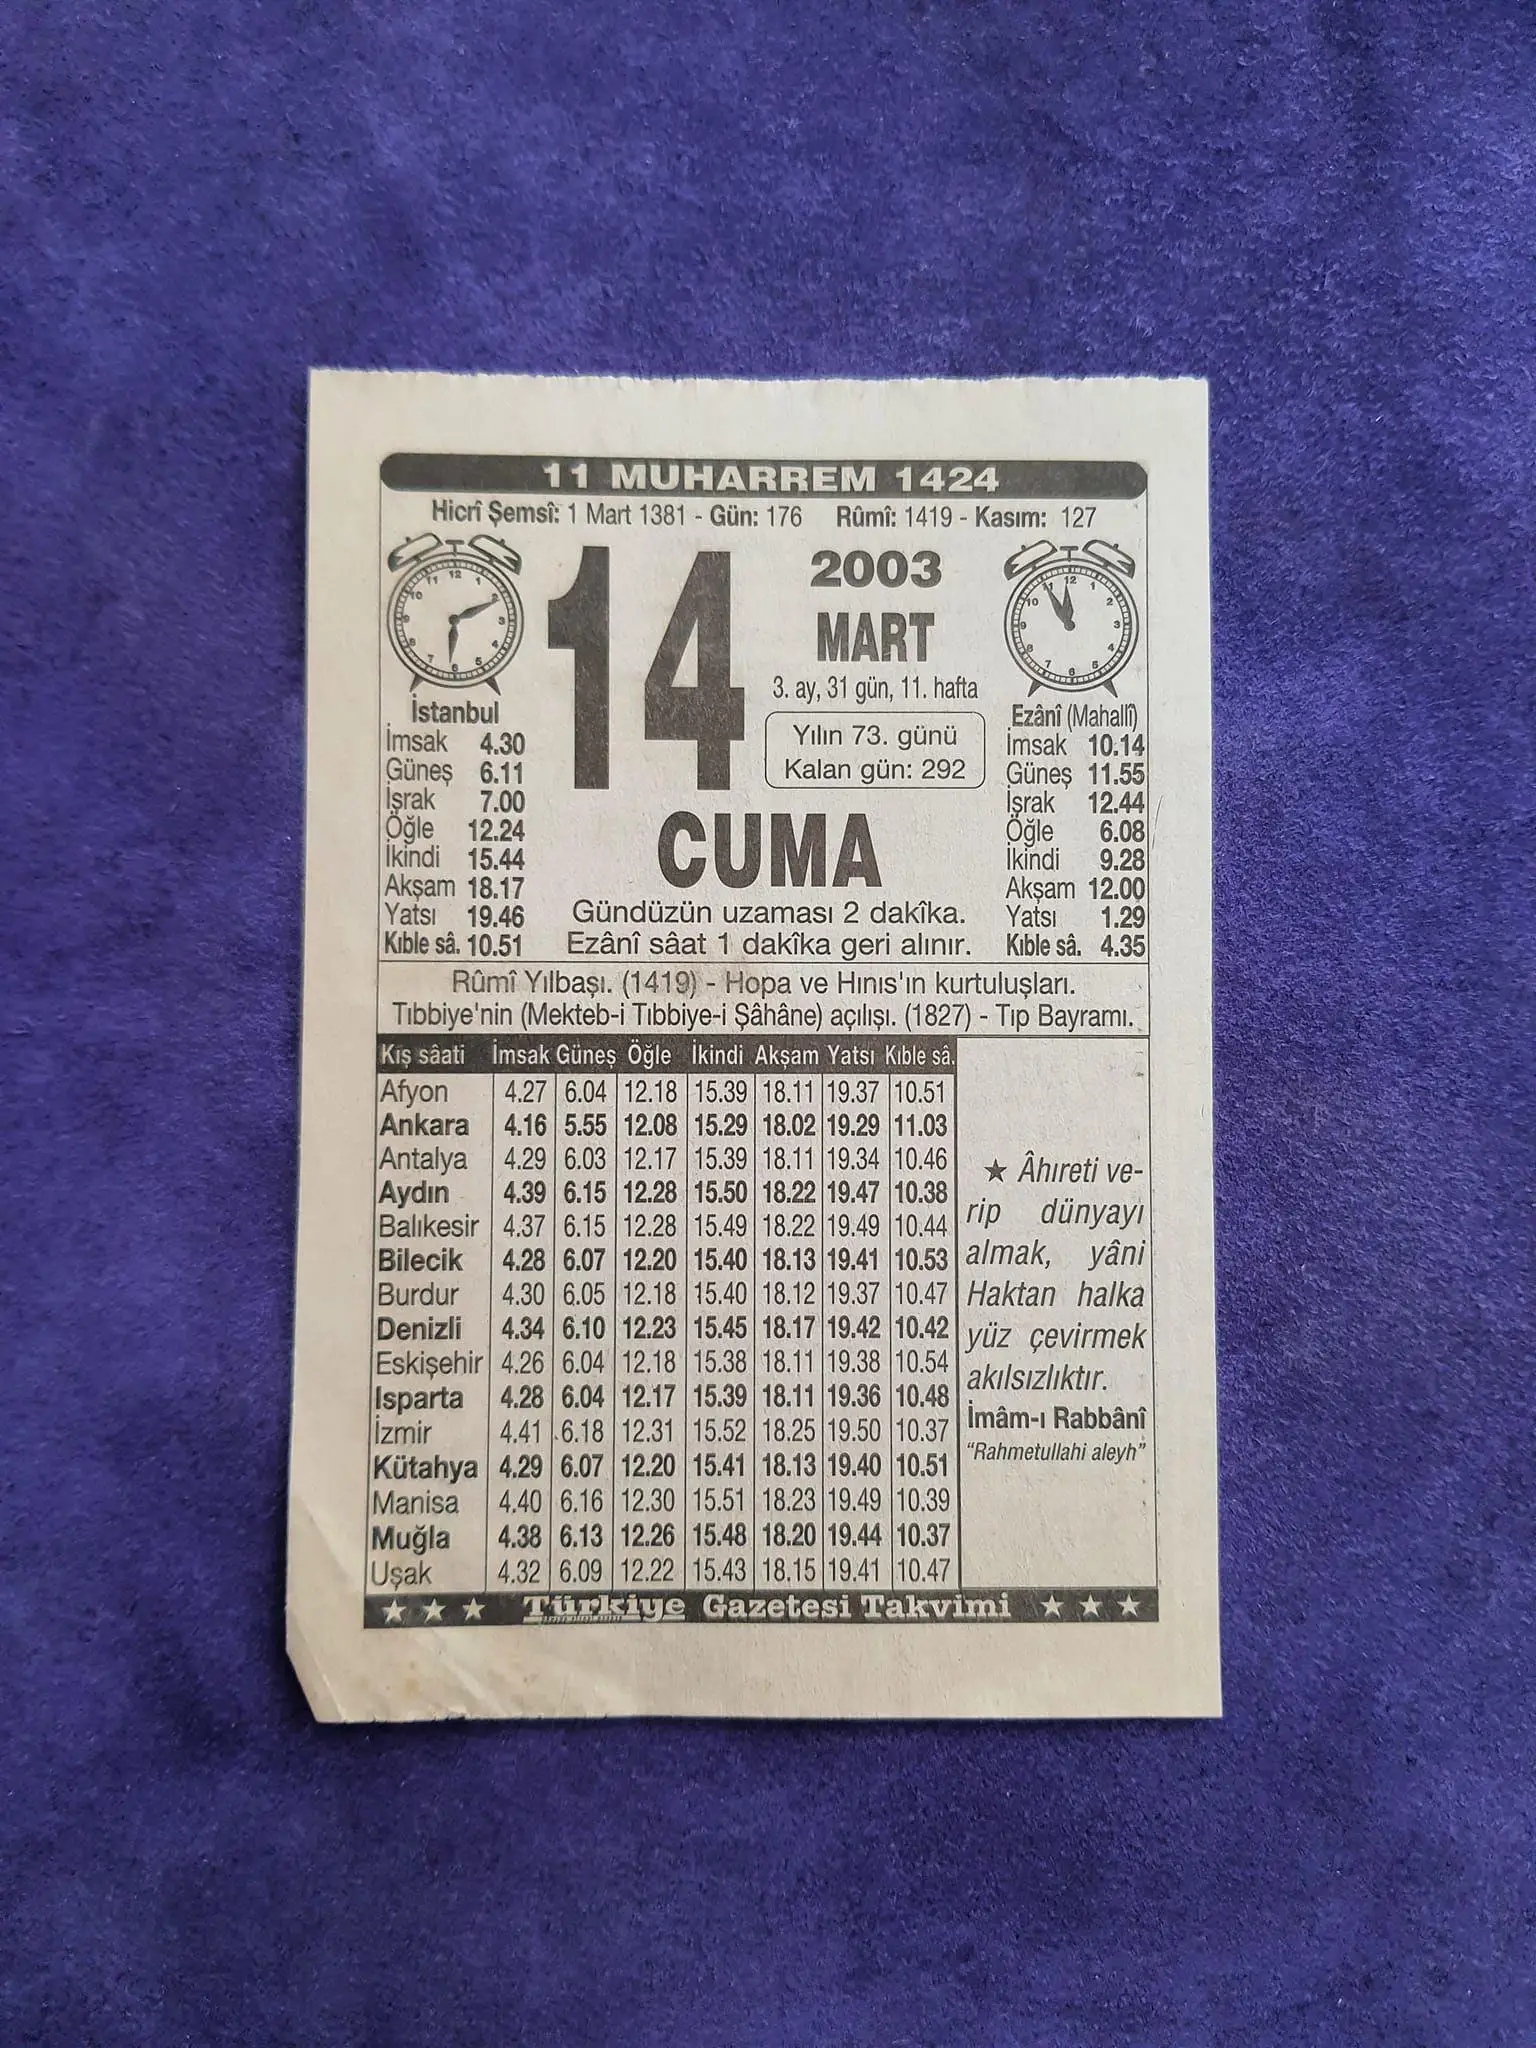 11 MUHARREM 1424
Hicrî Şemsî: 1 Mart 1381 - Gün: 176 Rûmî: 1419 - Kasım: 127
14
2003
MART
3. ay, 31 gün, 11. hafta
Yılın 73. günü
Kalan gün: 292
CUMA
Gündüzün uzaması 2 dakîka.
Ezânî sâat 1 dakîka geri alınır.
İstanbul
İmsak 4.30
Güneş 6.11
İşrak 7.00
Öğle 12.24
İkindi 15.44
Akşam 18.17
Yatsı 19.46
Kıble sâ. 10.51
Ezânî (Mahallî)
İmsak 10.14
Güneş 11.55
İşrak 12.44
Öğle 6.08
İkindi 9.28
Akşam 12.00
Yatsı 1.29
Kıble sâ. 4.35
Rûmî Yılbaşı. (1419) - Hopa ve Hınıs'ın kurtuluşları.
Tıbbiye'nin (Mekteb-i Tıbbiye-i Şâhâne) açılışı. (1827) - Tıp Bayramı.
Kış sâati İmsak Güneş Öğle İkindi Akşam Yatsı Kıble sâ.
Afyon 4.27 6.04 12.18 15.39 18.11 19.37 10.51
Ankara 4.16 5.55 12.08 15.29 18.02 19.29 11.03
Antalya 4.29 6.03 12.17 15.39 18.11 19.34 10.46
Aydın 4.39 6.15 12.28 15.50 18.22 19.47 10.38
Balıkesir 4.37 6.15 12.28 15.49 18.22 19.49 10.44
Bilecik 4.28 6.07 12.20 15.40 18.13 19.41 10.53
Burdur 4.30 6.05 12.18 15.40 18.12 19.37 10.47
Denizli 4.34 6.10 12.23 15.45 18.17 19.42 10.42
Eskişehir 4.26 6.04 12.18 15.38 18.11 19.38 10.54
Isparta 4.28 6.04 12.17 15.39 18.11 19.36 10.48
İzmir 4.41 6.18 12.31 15.52 18.25 19.50 10.37
Kütahya 4.29 6.07 12.20 15.41 18.13 19.40 10.51
Manisa 4.40 6.16 12.30 15.51 18.23 19.49 10.39
Muğla 4.38 6.13 12.26 15.48 18.20 19.44 10.37
Uşak 4.32 6.09 12.22 15.43 18.15 19.41 10.47
★ Âhıreti ve-
rip dünyayı
almak, yâni
Haktan halka
yüz çevirmek
akılsızlıktır.
İmâm-ı Rabbânî
“Rahmetullahi aleyh”
★ ★ ★ Türkiye Gazetesi Takvimi ★ ★ ★